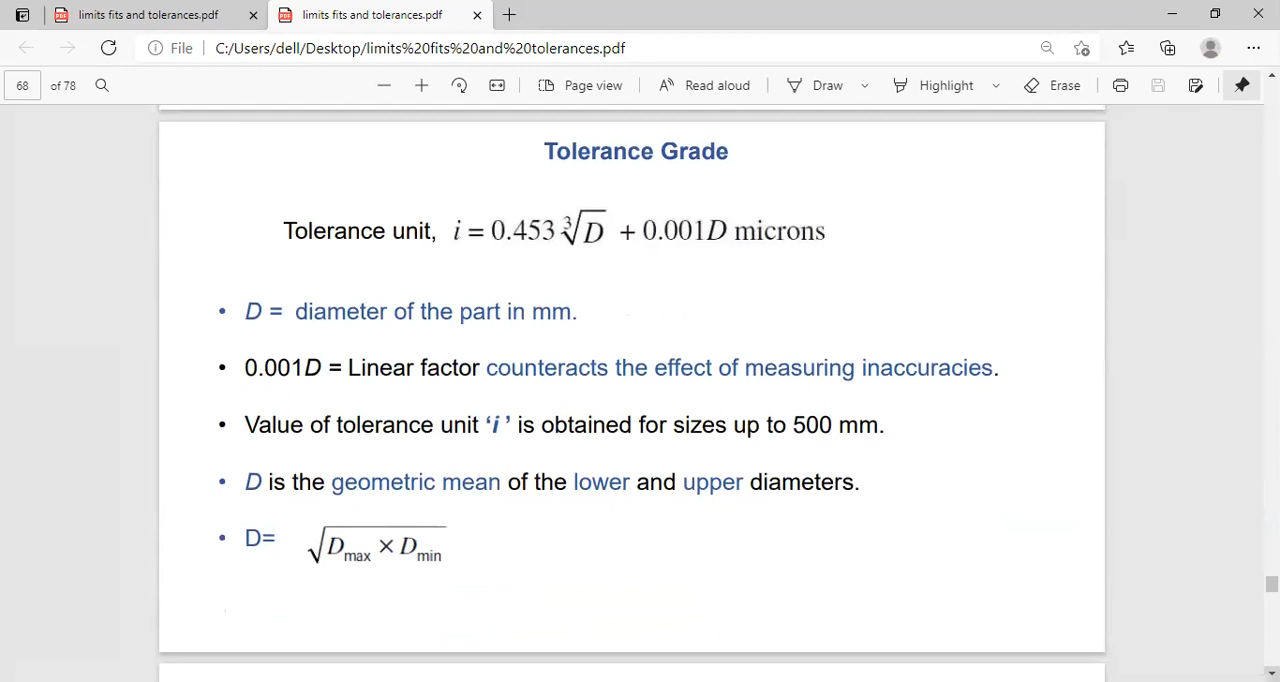 limits fits and tolerances.pdf
limits fits and tolerances.pdf
File C:/Users/dell/Desktop/limits%20fits%20and%20tolerances.pdf
68 of 78 Page view Read aloud Draw Highlight Erase
Tolerance Grade
Tolerance unit, i = 0.453 ∛D + 0.001D microns
• D = diameter of the part in mm.
• 0.001D = Linear factor counteracts the effect of measuring inaccuracies.
• Value of tolerance unit ‘i’ is obtained for sizes up to 500 mm.
• D is the geometric mean of the lower and upper diameters.
• D= √(Dmax × Dmin)